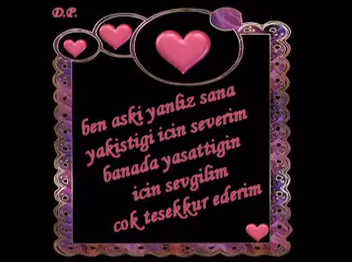 D.P.
ben aski yanliz sana
yakistigi icin severim
banada yasattigin
icin sevgilim
cok tesekkur ederim